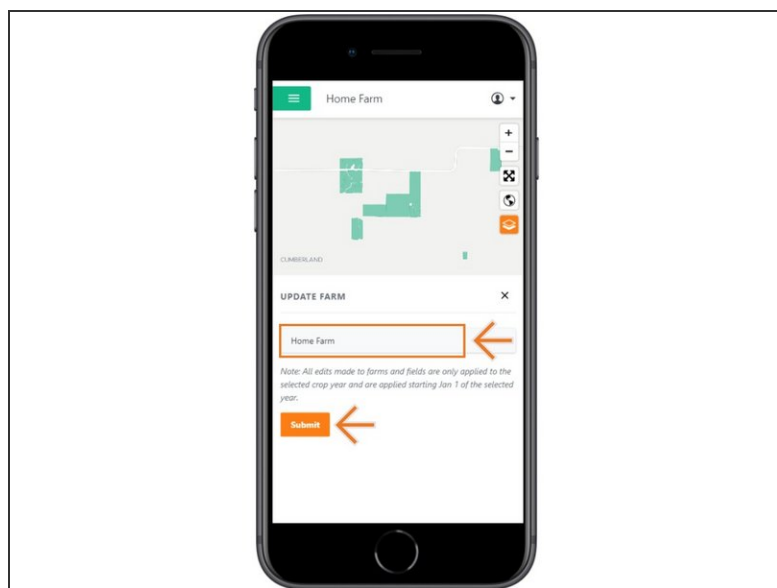 Home Farm
+
−
CUMBERLAND
UPDATE FARM ×
Home Farm
Note: All edits made to farms and fields are only applied to the
selected crop year and are applied starting Jan 1 of the selected
year.
Submit